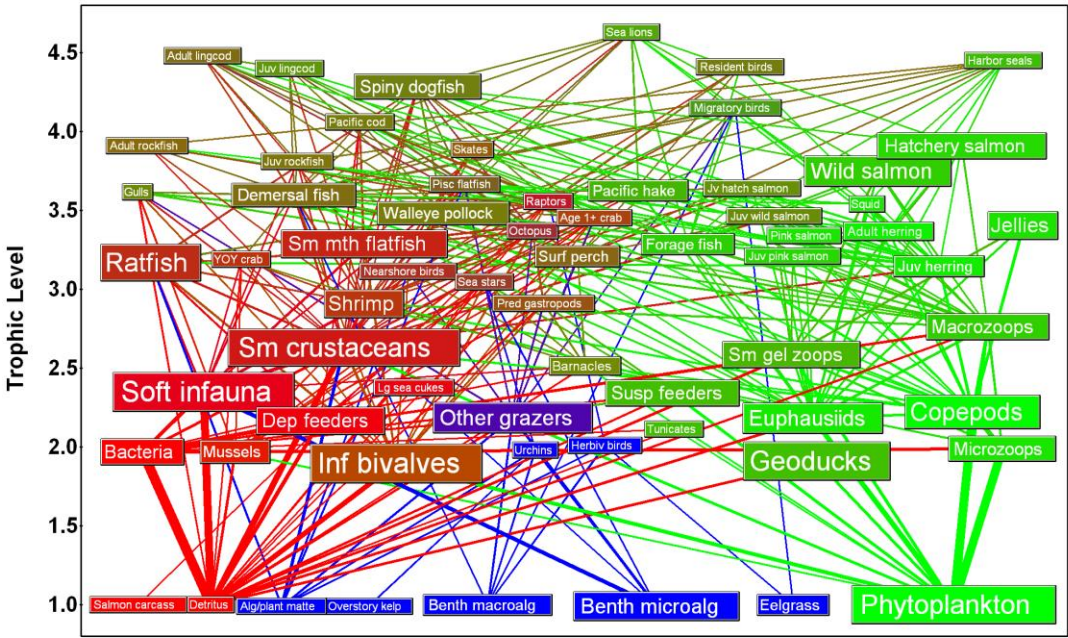 Trophic Level
4.5
4.0
3.5
3.0
2.5
2.0
1.5
1.0
Sea lions
Adult lingcod
Juv lingcod
Resident birds
Harbor seals
Spiny dogfish
Migratory birds
Pacific cod
Adult rockfish
Skates
Hatchery salmon
Juv rockfish
Wild salmon
Gulls
Demersal fish
Pisc flatfish
Pacific hake
Jv hatch salmon
Raptors
Squid
Walleye pollock
Age 1+ crab
Juv wild salmon
Octopus
Pink salmon
Adult herring
Jellies
Sm mth flatfish
Forage fish
Ratfish
YOY crab
Surf perch
Juv pink salmon
Nearshore birds
Juv herring
Sea stars
Shrimp
Pred gastropods
Macrozoops
Sm crustaceans
Sm gel zoops
Barnacles
Soft infauna
Lg sea cukes
Susp feeders
Dep feeders
Other grazers
Euphausiids
Copepods
Tunicates
Bacteria
Mussels
Inf bivalves
Urchins
Herbiv birds
Geoducks
Microzoops
Salmon carcass
Detritus
Alg/plant matte
Overstory kelp
Benth macroalg
Benth microalg
Eelgrass
Phytoplankton